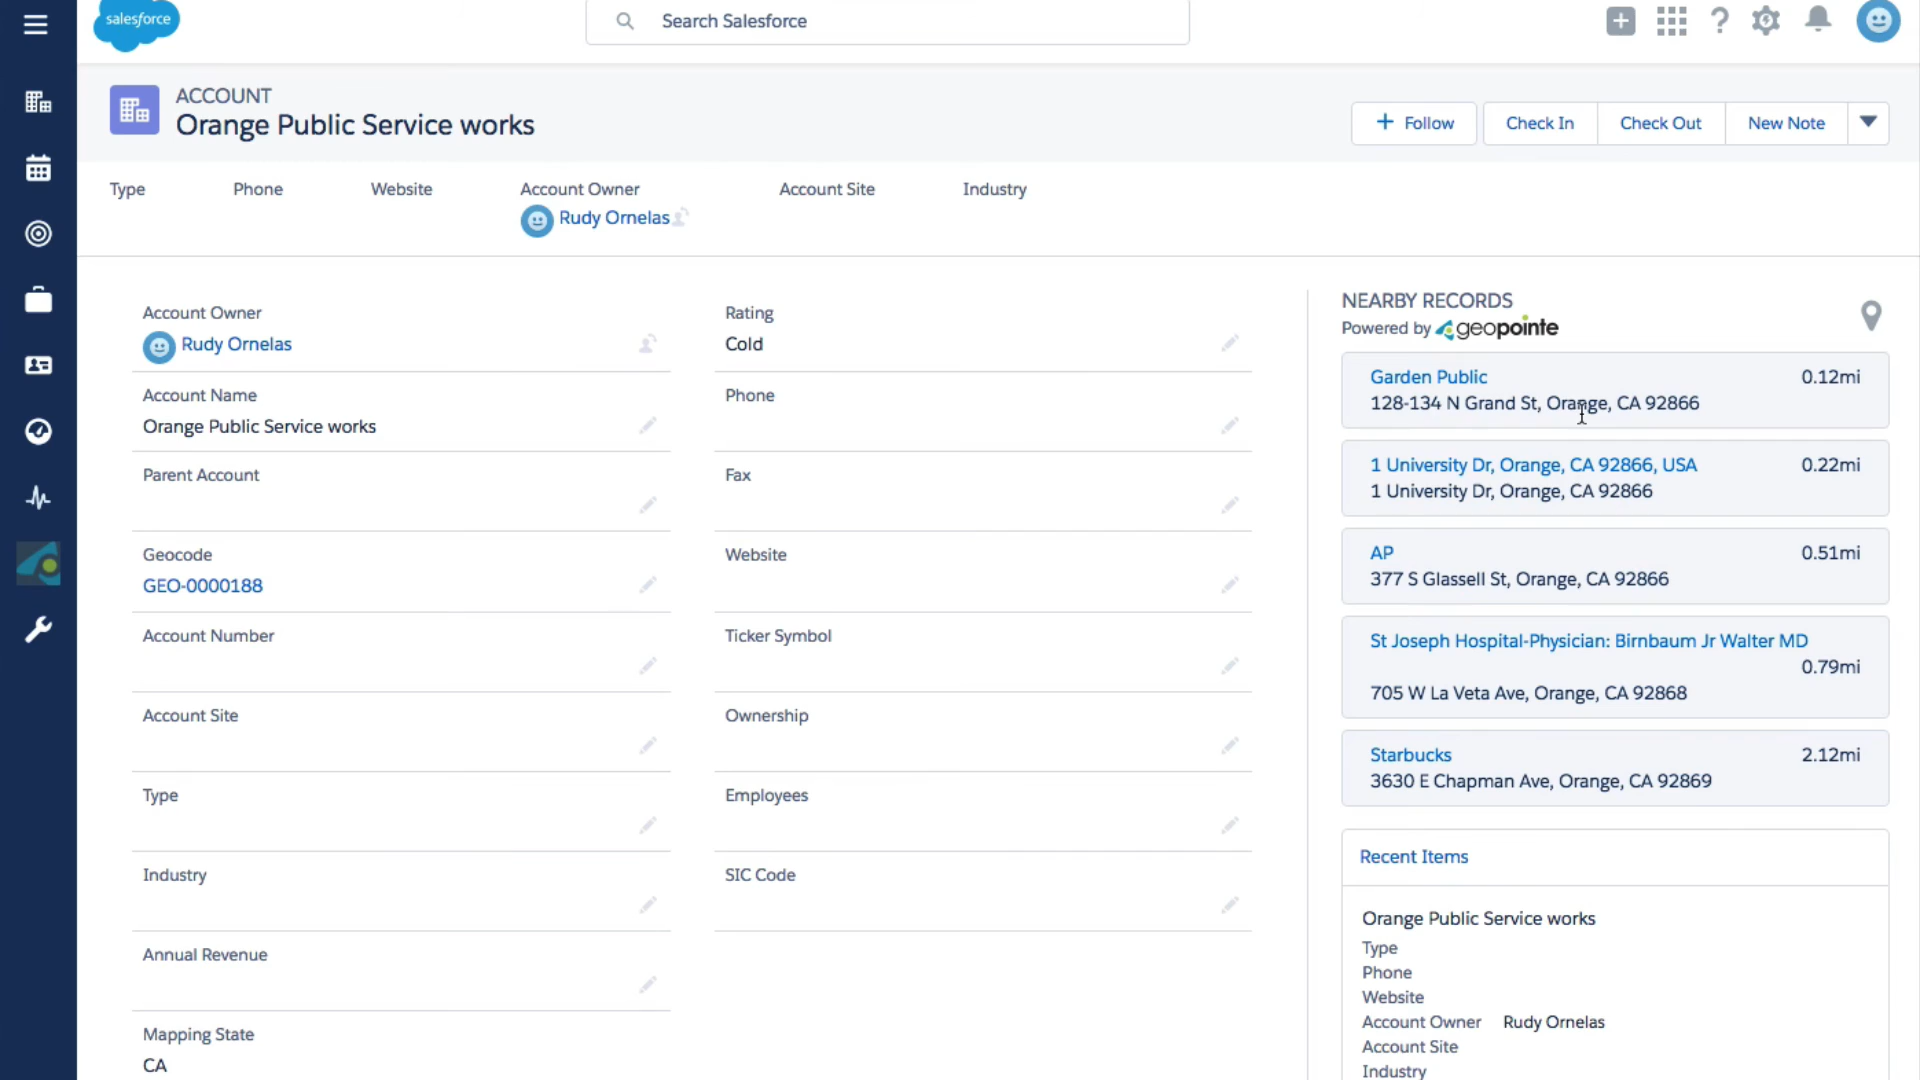 salesforce
Search Salesforce
ACCOUNT
Orange Public Service works
Follow
Check In
Check Out
New Note
Type
Phone
Website
Account Owner
Account Site
Industry
Rudy Ornelas
Account Owner
Rudy Ornelas
Account Name
Orange Public Service works
Parent Account
Geocode
GEO-0000188
Account Number
Account Site
Type
Industry
Annual Revenue
Mapping State
CA
Rating
Cold
Phone
Fax
Website
Ticker Symbol
Ownership
Employees
SIC Code
NEARBY RECORDS
Powered by geopointe
Garden Public 0.12mi
128-134 N Grand St, Orange, CA 92866
1 University Dr, Orange, CA 92866, USA 0.22mi
1 University Dr, Orange, CA 92866
AP 0.51mi
377 S Glassell St, Orange, CA 92866
St Joseph Hospital-Physician: Birnbaum Jr Walter MD
0.79mi
705 W La Veta Ave, Orange, CA 92868
Starbucks 2.12mi
3630 E Chapman Ave, Orange, CA 92869
Recent Items
Orange Public Service works
Type
Phone
Website
Account Owner Rudy Ornelas
Account Site
Industry